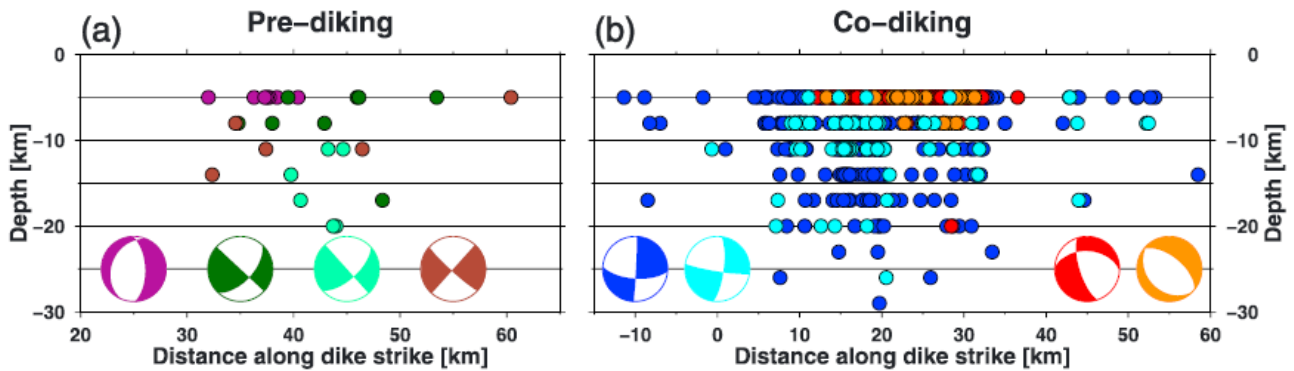 (a) Pre-diking
(b) Co-diking
0
-10
-20
-30
Depth [km]
20 30 40 50 60
Distance along dike strike [km]
-10 0 10 20 30 40 50 60
Distance along dike strike [km]
0
-10
-20
-30
Depth [km]